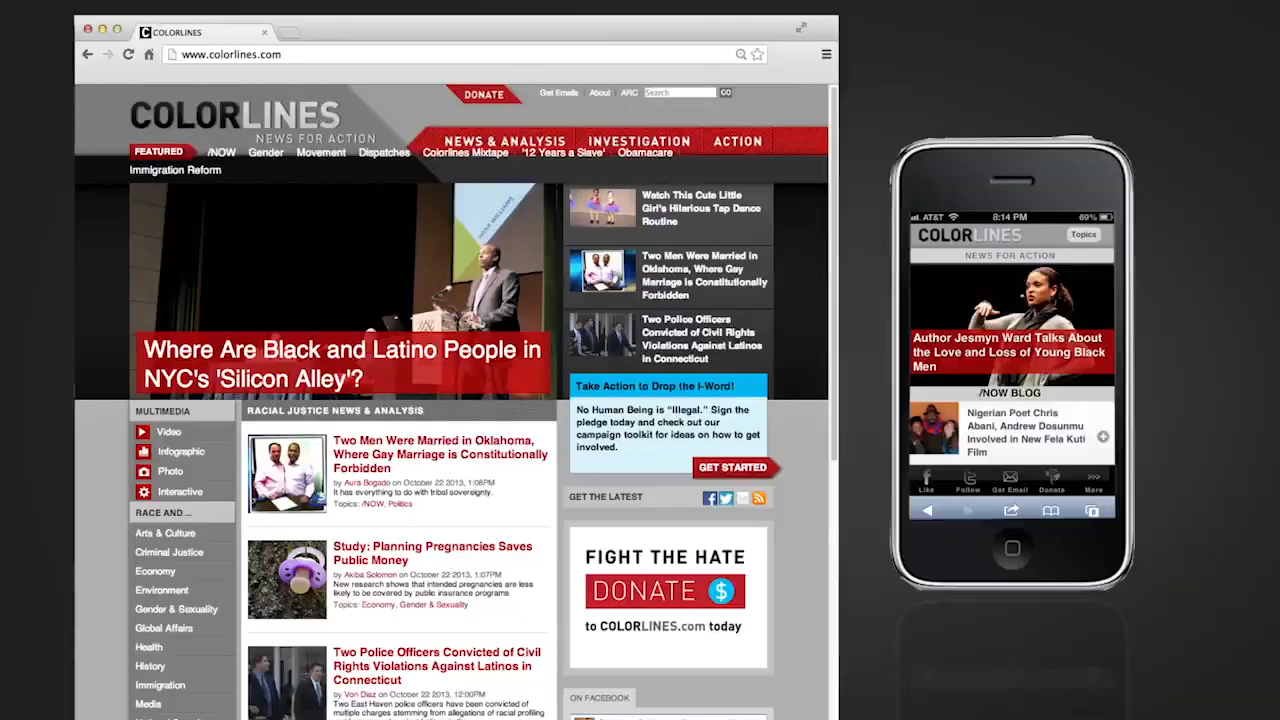 COLORLINES
www.colorlines.com
DONATE
Get Emails
About
ARC
Search
GO
COLORLINES
NEWS FOR ACTION
NEWS & ANALYSIS
INVESTIGATION
ACTION
FEATURED
/NOW
Gender
Movement
Dispatches
Colorlines Mixtape
'12 Years a Slave'
Obamacare
Immigration Reform
Where Are Black and Latino People in
NYC's 'Silicon Alley'?
Watch This Cute Little
Girl's Hilarious Tap Dance
Routine
Two Men Were Married in
Oklahoma, Where Gay
Marriage is Constitutionally
Forbidden
Two Police Officers
Convicted of Civil Rights
Violations Against Latinos
in Connecticut
Take Action to Drop the I-Word!
No Human Being is "Illegal." Sign the
pledge today and check out our
campaign toolkit for ideas on how to get
involved.
GET STARTED
GET THE LATEST
FIGHT THE HATE
DONATE $
to COLORLINES.com today
ON FACEBOOK
MULTIMEDIA
Video
Infographic
Photo
Interactive
RACE AND ...
Arts & Culture
Criminal Justice
Economy
Environment
Gender & Sexuality
Global Affairs
Health
History
Immigration
Media
RACIAL JUSTICE NEWS & ANALYSIS
Two Men Were Married in Oklahoma,
Where Gay Marriage is Constitutionally
Forbidden
by Aura Bogado on October 22 2013, 1:08PM
It has everything to do with tribal sovereignty.
Topics: /NOW, Politics
Study: Planning Pregnancies Saves
Public Money
by Akiba Solomon on October 22 2013, 1:07PM
New research shows that intended pregnancies are less
likely to be covered by public insurance programs
Topics: Economy, Gender & Sexuality
Two Police Officers Convicted of Civil
Rights Violations Against Latinos in
Connecticut
by Von Diaz on October 22 2013, 12:00PM
Two East Haven police officers have been convicted of
multiple charges stemming from allegations of racial profiling
AT&T
8:14 PM
69%
COLORLINES
Topics
NEWS FOR ACTION
Author Jesmyn Ward Talks About
the Love and Loss of Young Black
Men
/NOW BLOG
Nigerian Poet Chris
Abani, Andrew Dosunmu
Involved in New Fela Kuti
Film
Like
Follow
Get Email
Donate
More